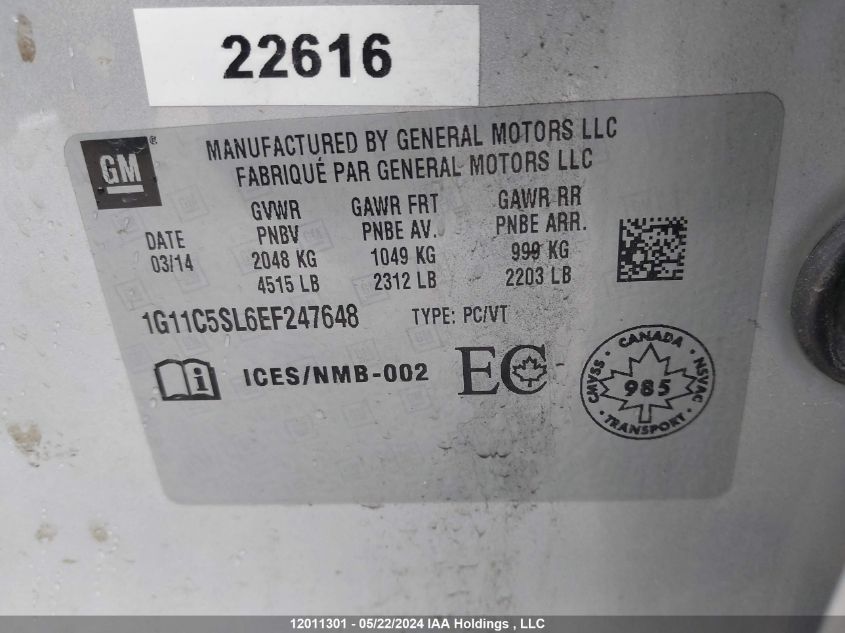 22616
GM
®
MANUFACTURED BY GENERAL MOTORS LLC
FABRIQUÉ PAR GENERAL MOTORS LLC
DATE
03/14
GVWR
PNBV
2048 KG
4515 LB
GAWR FRT
PNBE AV.
1049 KG
2312 LB
GAWR RR
PNBE ARR.
999 KG
2203 LB
1G11C5SL6EF247648 TYPE: PC/VT
i ICES/NMB-002 EC
CMVSS • CANADA • NSVAC
985
• TRANSPORT •
12011301 - 05/22/2024 IAA Holdings , LLC